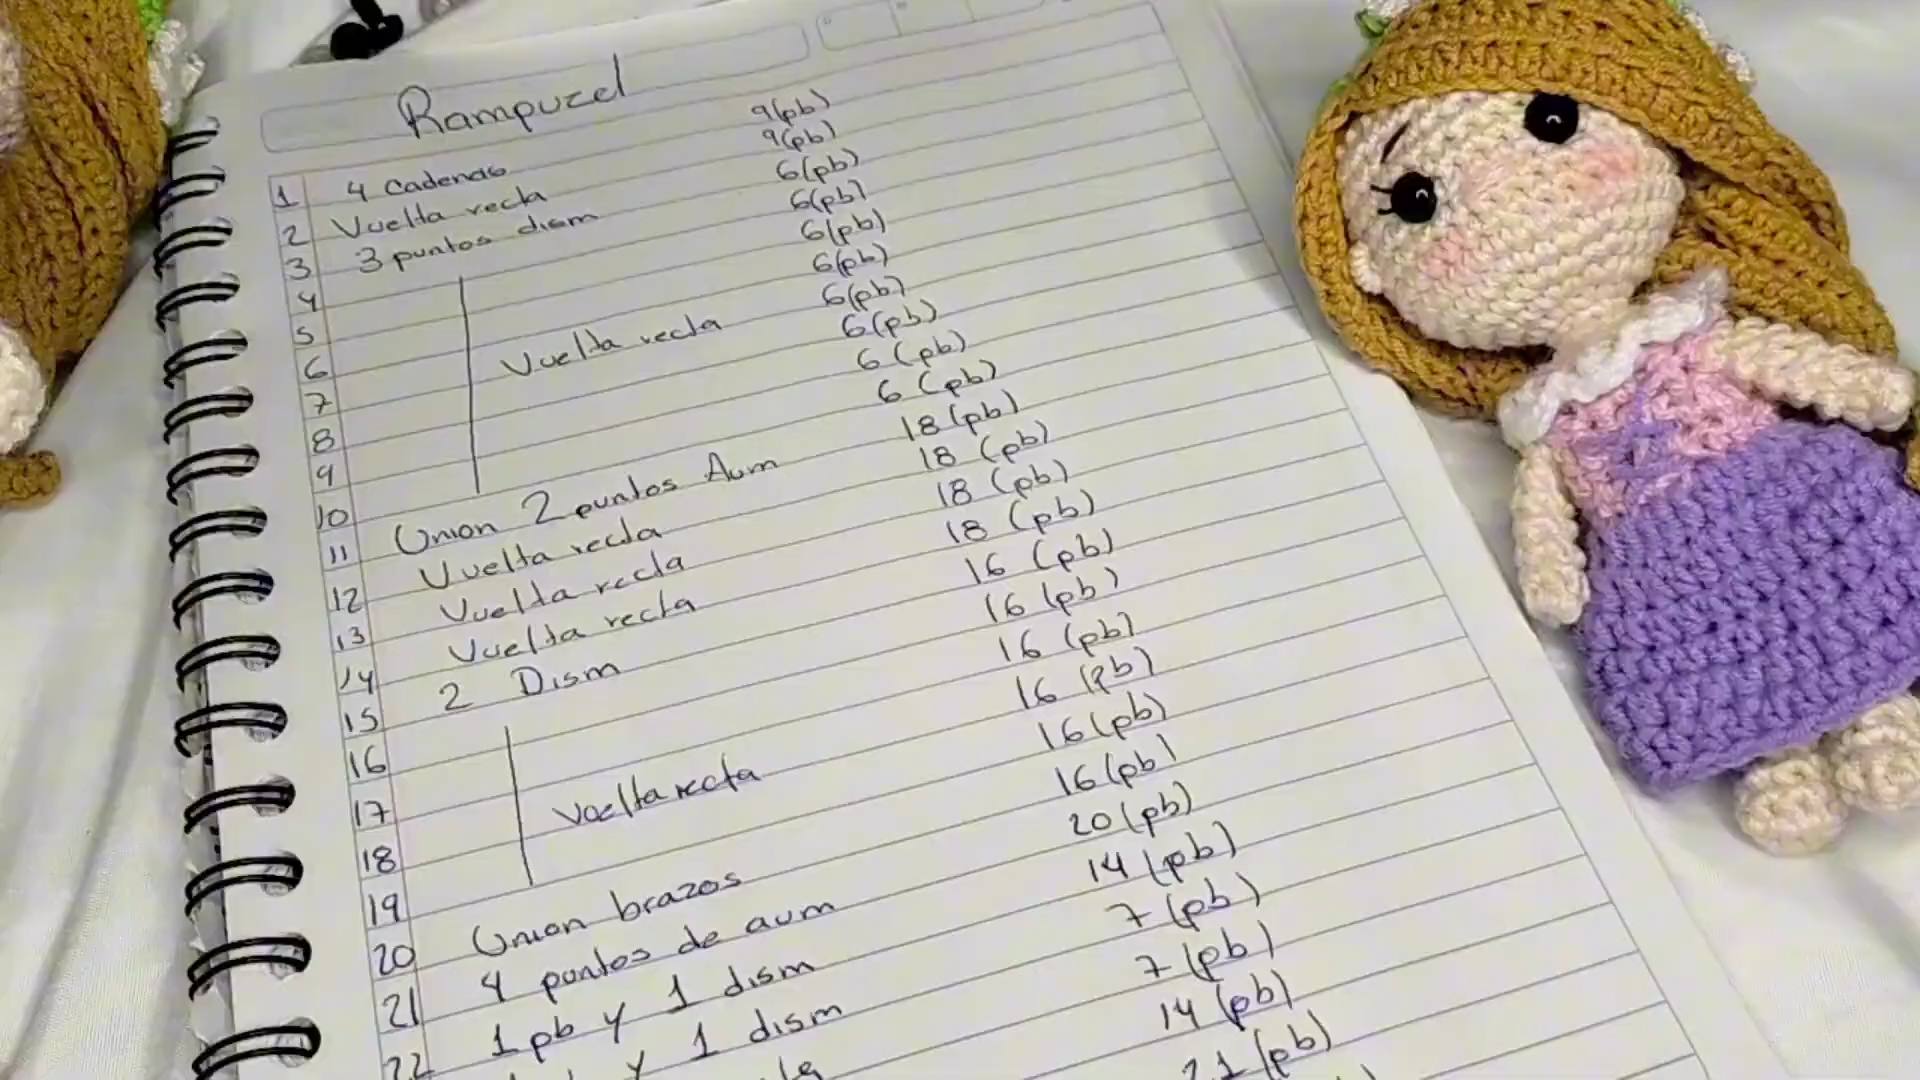 Rampuzel
1 4 cadenas 9(pb)
2 Vuelta recta 9(pb)
3 3 puntos dism 6(pb)
4 6(pb)
5 6(pb)
6 6(pb)
7 Vuelta recta 6(pb)
8 6(pb)
9 6(pb)
10 6(pb)
11 Union 2 puntos Aum 18(pb)
12 Vuelta recta 18(pb)
13 Vuelta recta 18(pb)
14 Vuelta recta 18(pb)
15 2 Dism 16(pb)
16 16(pb)
17 16(pb)
18 Vuelta recta 16(pb)
19 16(pb)
20 Union brazos 16(pb)
21 4 puntos de aum 20(pb)
22 1 pb y 1 dism 14(pb)
y 1 dism 7(pb)
7(pb)
14(pb)
21(pb)